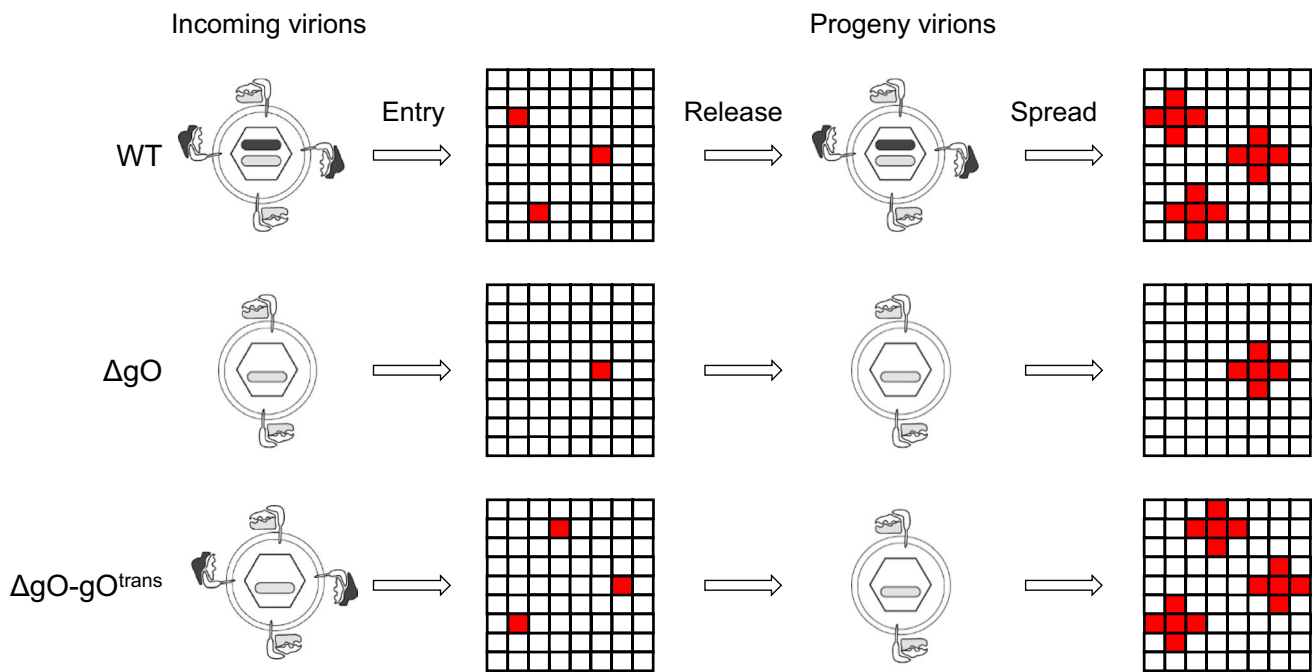 Incoming virions
Progeny virions
WT
Entry
Release
Spread
ΔgO
ΔgO-gOtrans